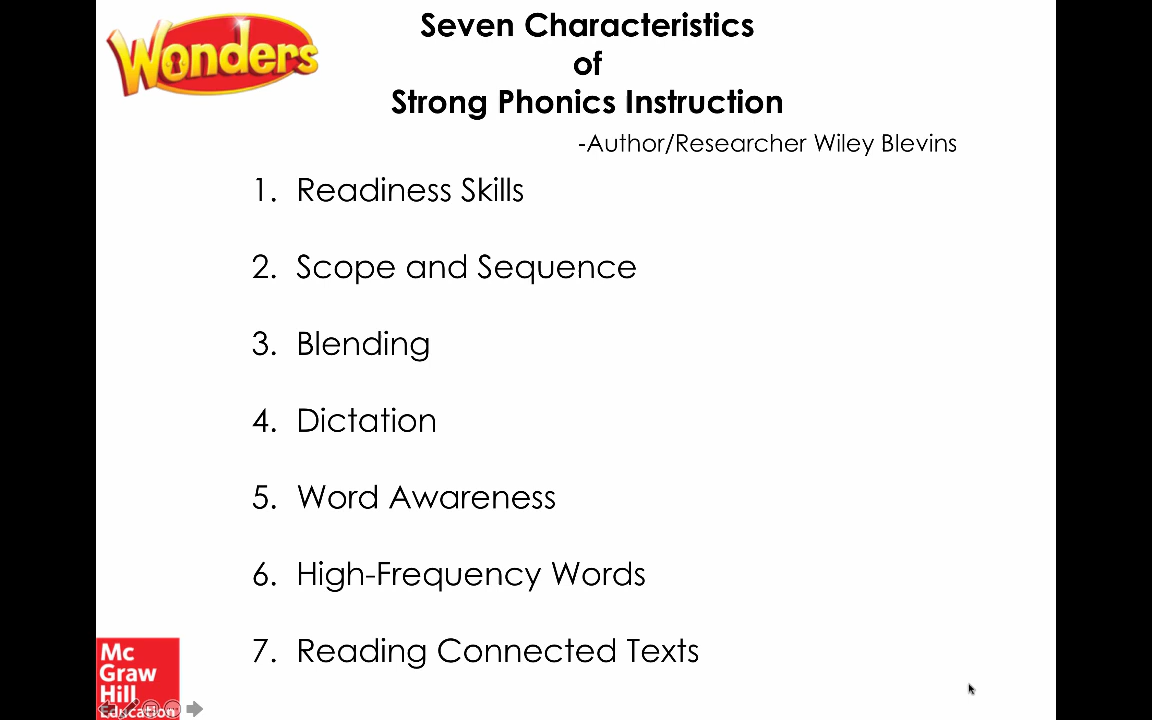 Wonders
Seven Characteristics
of
Strong Phonics Instruction
-Author/Researcher Wiley Blevins
1. Readiness Skills
2. Scope and Sequence
3. Blending
4. Dictation
5. Word Awareness
6. High-Frequency Words
7. Reading Connected Texts
Mc
Graw
Hill
Education